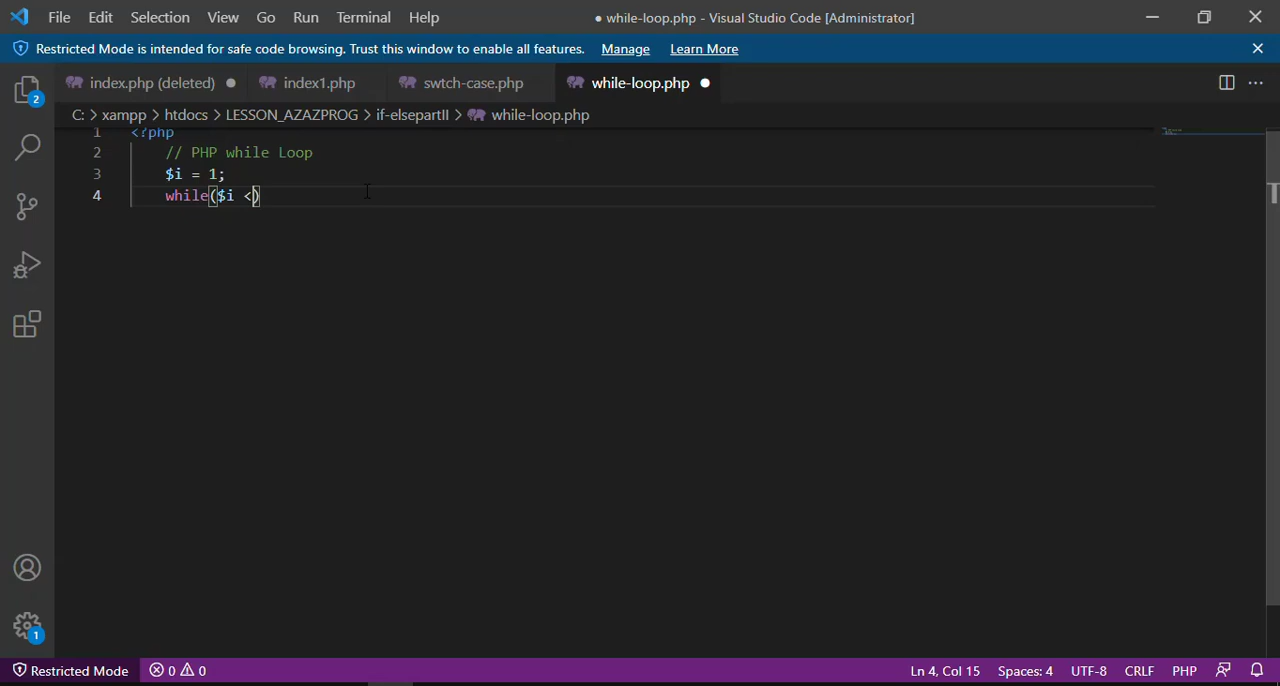 File Edit Selection View Go Run Terminal Help ● while-loop.php - Visual Studio Code [Administrator]
Restricted Mode is intended for safe code browsing. Trust this window to enable all features. Manage Learn More
index.php (deleted) ● index1.php swtch-case.php while-loop.php ●
2
C: > xampp > htdocs > LESSON_AZAZPROG > if-elsepartII > while-loop.php
1 <?php
2 // PHP while Loop
3 $i = 1;
4 while($i <)
1
Restricted Mode 0 0 Ln 4, Col 15 Spaces: 4 UTF-8 CRLF PHP